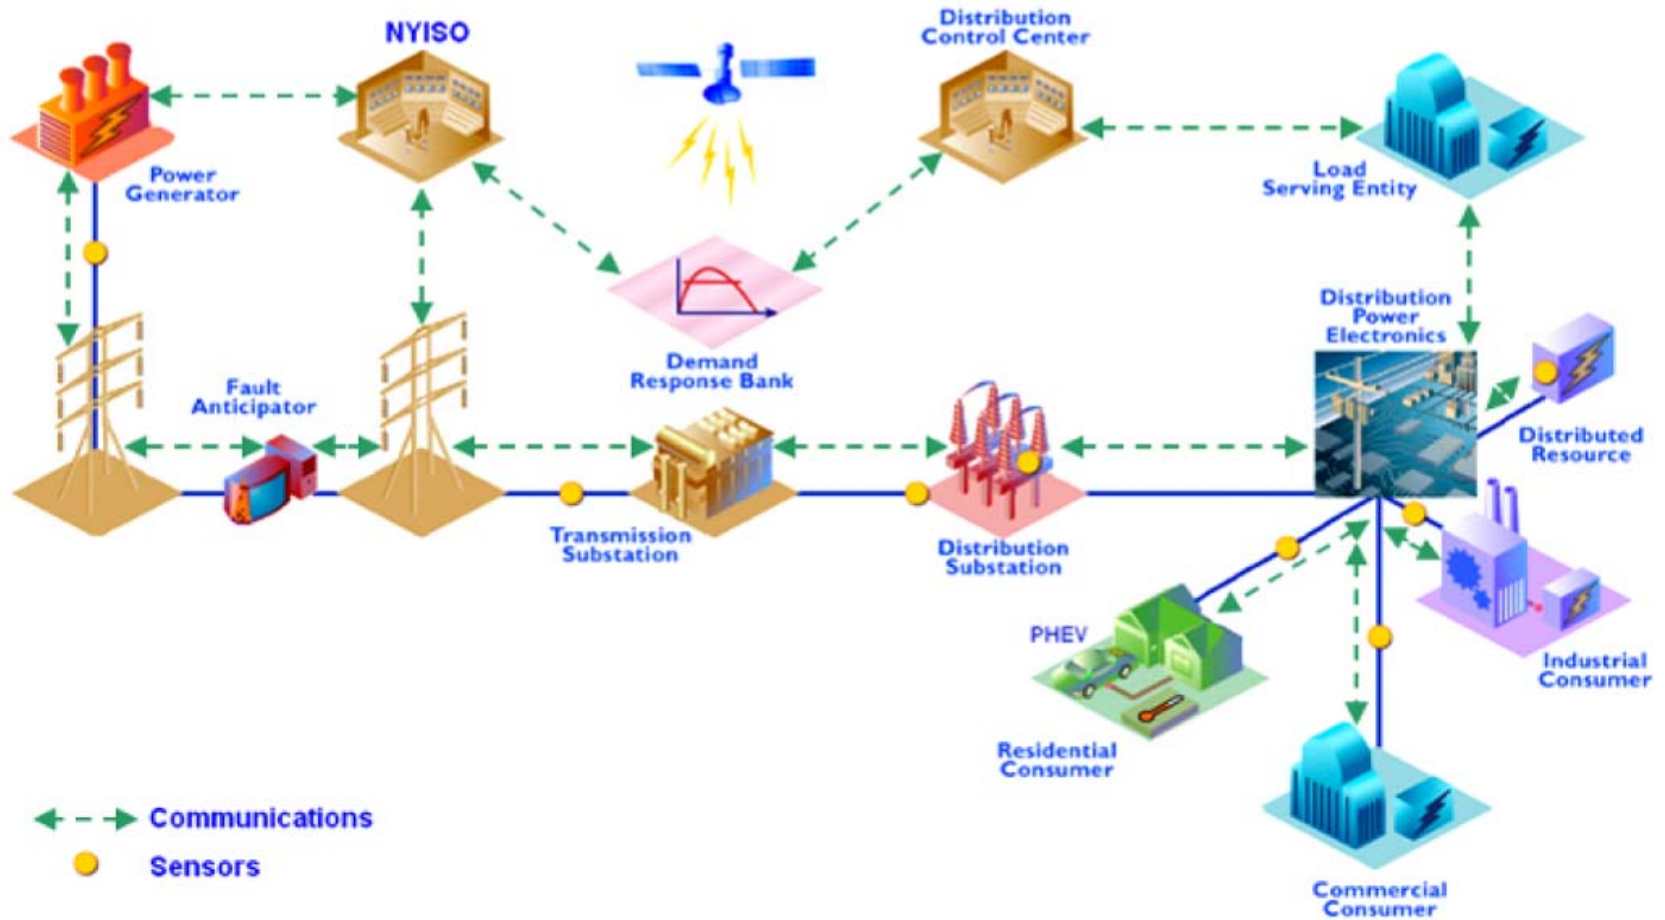 NYISO
Distribution
Control Center
Power
Generator
Load
Serving Entity
Distribution
Power
Electronics
Demand
Response Bank
Fault
Anticipator
Distributed
Resource
Transmission
Substation
Distribution
Substation
PHEV
Industrial
Consumer
Residential
Consumer
Communications
Sensors
Commercial
Consumer